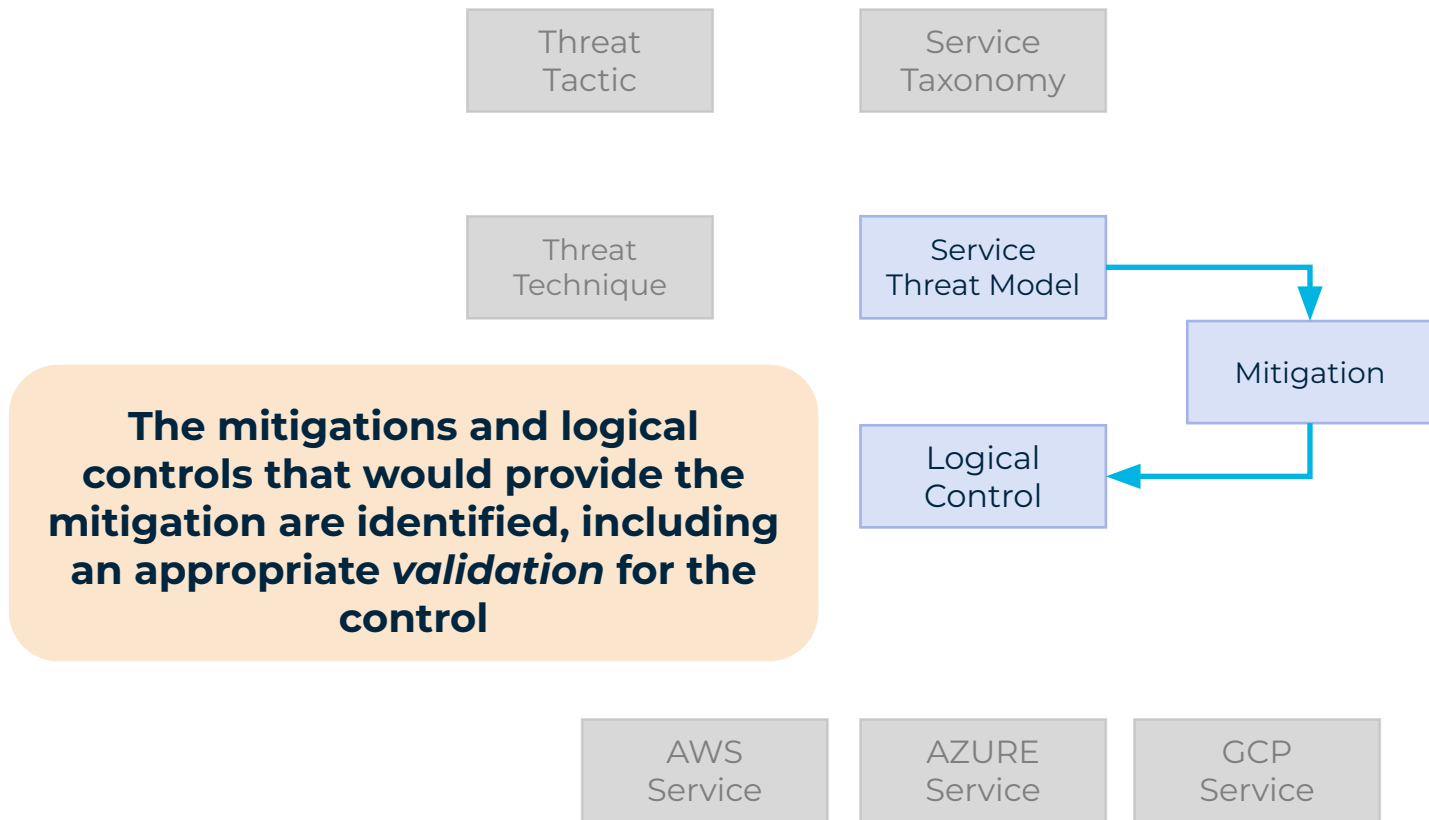 Threat
Tactic
Service
Taxonomy
Threat
Technique
Service
Threat Model
Mitigation
The mitigations and logical
controls that would provide the
mitigation are identified, including
an appropriate validation for the
control
Logical
Control
AWS
Service
AZURE
Service
GCP
Service